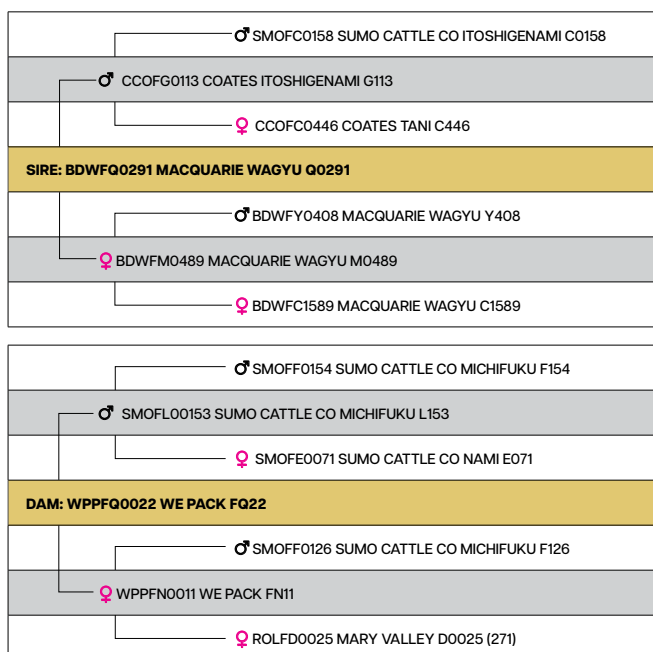 SMOFC0158 SUMO CATTLE CO ITOSHIGENAMI C0158
CCOFG0113 COATES ITOSHIGENAMI G113
CCOFC0446 COATES TANI C446
SIRE: BDWFQ0291 MACQUARIE WAGYU Q0291
BDWFY0408 MACQUARIE WAGYU Y408
BDWFM0489 MACQUARIE WAGYU M0489
BDWFC1589 MACQUARIE WAGYU C1589
SMOFF0154 SUMO CATTLE CO MICHIFUKU F154
SMOFL00153 SUMO CATTLE CO MICHIFUKU L153
SMOFE0071 SUMO CATTLE CO NAMI E071
DAM: WPPFQ0022 WE PACK FQ22
SMOFF0126 SUMO CATTLE CO MICHIFUKU F126
WPPFN0011 WE PACK FN11
ROLFD0025 MARY VALLEY D0025 (271)